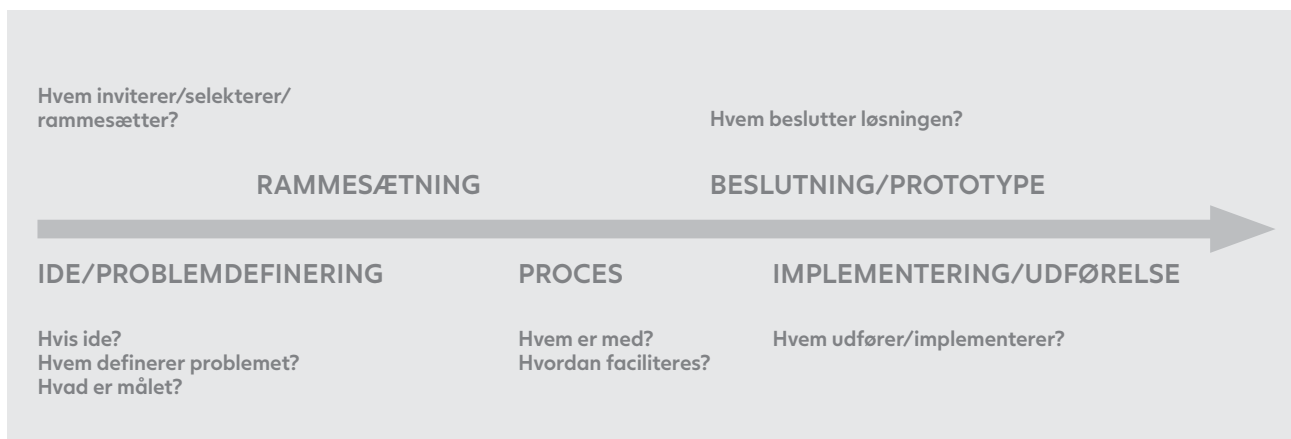 Hvem inviterer/selekterer/
rammesætter?
Hvem beslutter løsningen?
RAMMESÆTNING
BESLUTNING/PROTOTYPE
IDE/PROBLEMDEFINERING
PROCES
IMPLEMENTERING/UDFØRELSE
Hvis ide?
Hvem definerer problemet?
Hvad er målet?
Hvem er med?
Hvordan faciliteres?
Hvem udfører/implementerer?